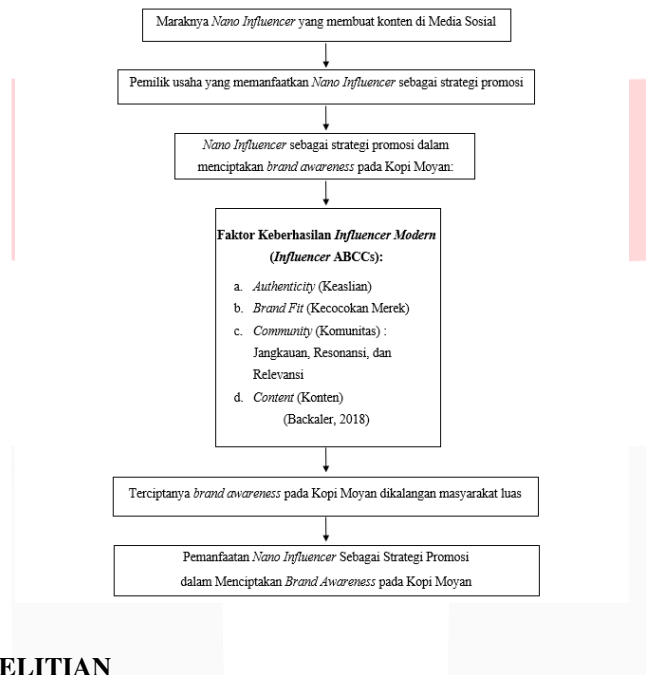 Maraknya Nano Influencer yang membuat konten di Media Sosial
Pemilik usaha yang memanfaatkan Nano Influencer sebagai strategi promosi
Nano Influencer sebagai strategi promosi dalam
menciptakan brand awareness pada Kopi Moyan:
Faktor Keberhasilan Influencer Modern
(Influencer ABCCs):
a. Authenticity (Keaslian)
b. Brand Fit (Kecocokan Merek)
c. Community (Komunitas) :
Jangkauan, Resonansi, dan
Relevansi
d. Content (Konten)
(Backaler, 2018)
Terciptanya brand awareness pada Kopi Moyan dikalangan masyarakat luas
Pemanfaatan Nano Influencer Sebagai Strategi Promosi
dalam Menciptakan Brand Awareness pada Kopi Moyan
ELITIAN